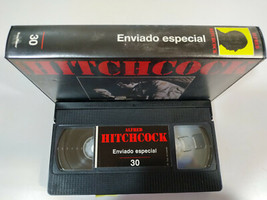 30
Enviado especial
HITCHCOCK
ALFRED
HITCHCOCK
Enviado especial
30